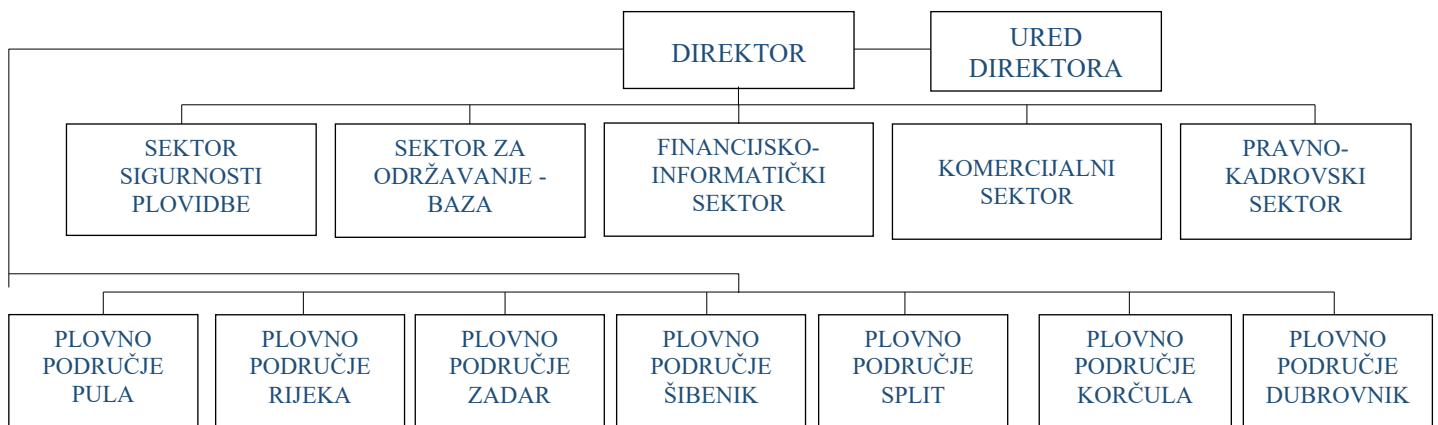 DIREKTOR
URED
DIREKTORA
SEKTOR
SIGURNOSTI
PLOVIDBE
SEKTOR ZA
ODRŽAVANJE -
BAZA
FINANCIJSKO-
INFORMATIČKI
SEKTOR
KOMERCIJALNI
SEKTOR
PRAVNO-
KADROVSKI
SEKTOR
PLOVNO
PODRUČJE
PULA
PLOVNO
PODRUČJE
RIJEKA
PLOVNO
PODRUČJE
ZADAR
PLOVNO
PODRUČJE
ŠIBENIK
PLOVNO
PODRUČJE
SPLIT
PLOVNO
PODRUČJE
KORČULA
PLOVNO
PODRUČJE
DUBROVNIK